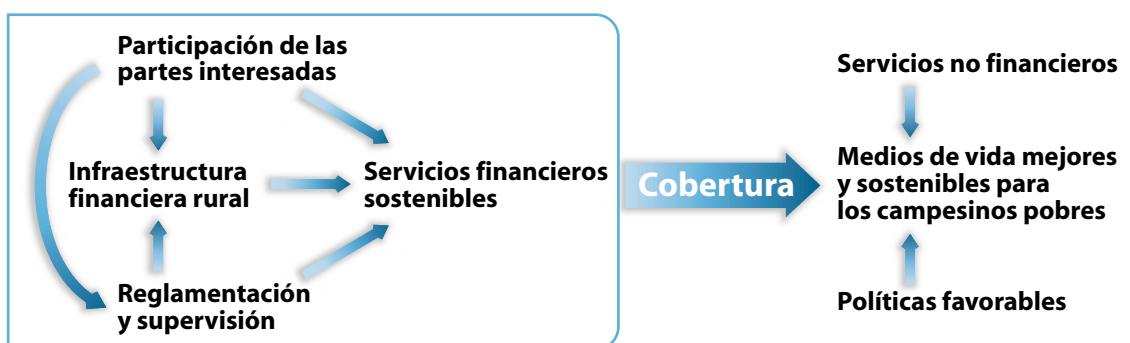 Participación de las
partes interesadas
Infraestructura
financiera rural
Servicios financieros
sostenibles
Reglamentación
y supervisión
Cobertura
Servicios no financieros
Medios de vida mejores
y sostenibles para
los campesinos pobres
Políticas favorables